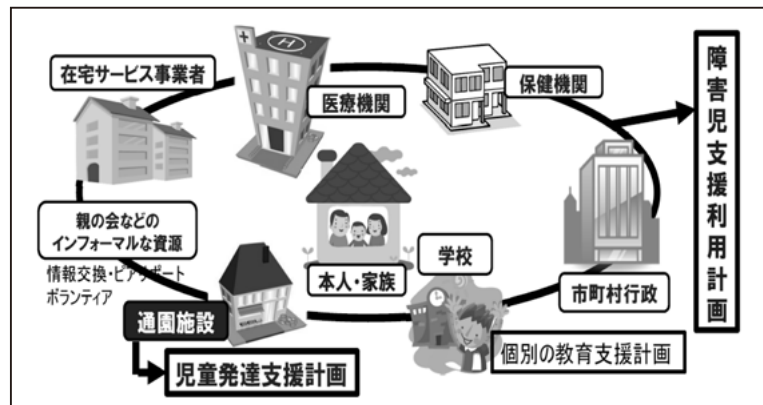 在宅サービス事業者
医療機関
保健機関
障害児支援利用計画
親の会などの
インフォーマルな資源
情報交換・ピアサポート
ボランティア
本人・家族
学校
市町村行政
通園施設
個別の教育支援計画
児童発達支援計画